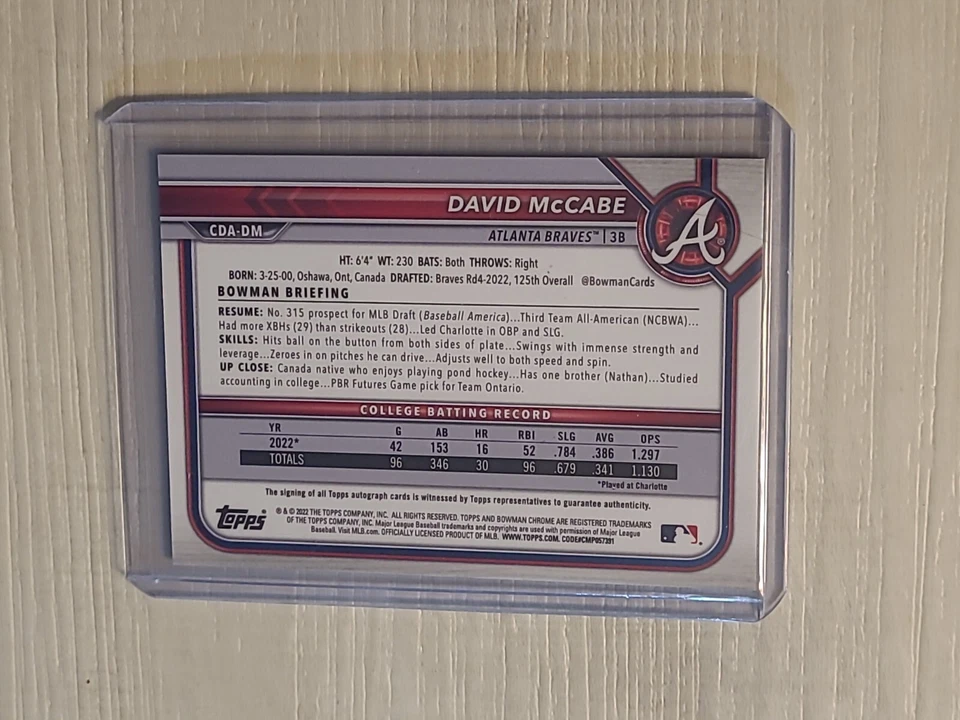 DAVID McCABE
CDA-DM
ATLANTA BRAVES™ | 3B
A
HT: 6'4" WT: 230 BATS: Both THROWS: Right
BORN: 3-25-00, Oshawa, Ont, Canada DRAFTED: Braves Rd4-2022, 125th Overall @BowmanCards
BOWMAN BRIEFING
RESUME: No. 315 prospect for MLB Draft (Baseball America)...Third Team All-American (NCBWA)...
Had more XBHs (29) than strikeouts (28)...Led Charlotte in OBP and SLG.
SKILLS: Hits ball on the button from both sides of plate...Swings with immense strength and
leverage...Zeroes in on pitches he can drive...Adjusts well to both speed and spin.
UP CLOSE: Canada native who enjoys playing pond hockey...Has one brother (Nathan)...Studied
accounting in college...PBR Futures Game pick for Team Ontario.
COLLEGE BATTING RECORD
YR G AB HR RBI SLG AVG OPS
2022* 42 153 16 52 .784 .386 1.297
TOTALS 96 346 30 96 .679 .341 1.130
*Played at Charlotte
The signing of all Topps autograph cards is witnessed by Topps representatives to guarantee authenticity.
Topps
® & © 2022 THE TOPPS COMPANY, INC. ALL RIGHTS RESERVED. TOPPS AND BOWMAN CHROME ARE REGISTERED TRADEMARKS
OF THE TOPPS COMPANY, INC. Major League Baseball trademarks and copyrights are used with permission of Major League
Baseball. Visit MLB.com. OFFICIALLY LICENSED PRODUCT OF MLB. WWW.TOPPS.COM. CODE#CMP057391